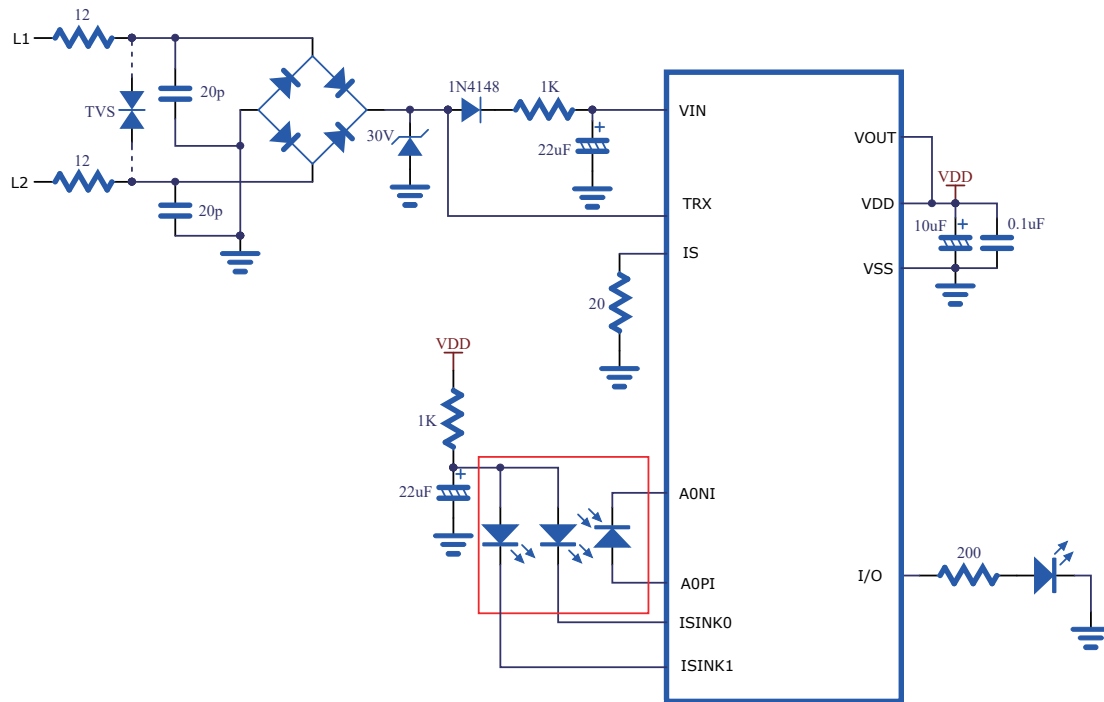 12
L1
TVS
20p
12
L2
20p
30V
1N4148
1K
+
22uF
VIN
TRX
IS
20
VDD
1K
+
22uF
A0NI
A0PI
ISINK0
ISINK1
VOUT
VDD
VDD
10uF
+
0.1uF
VSS
I/O
200